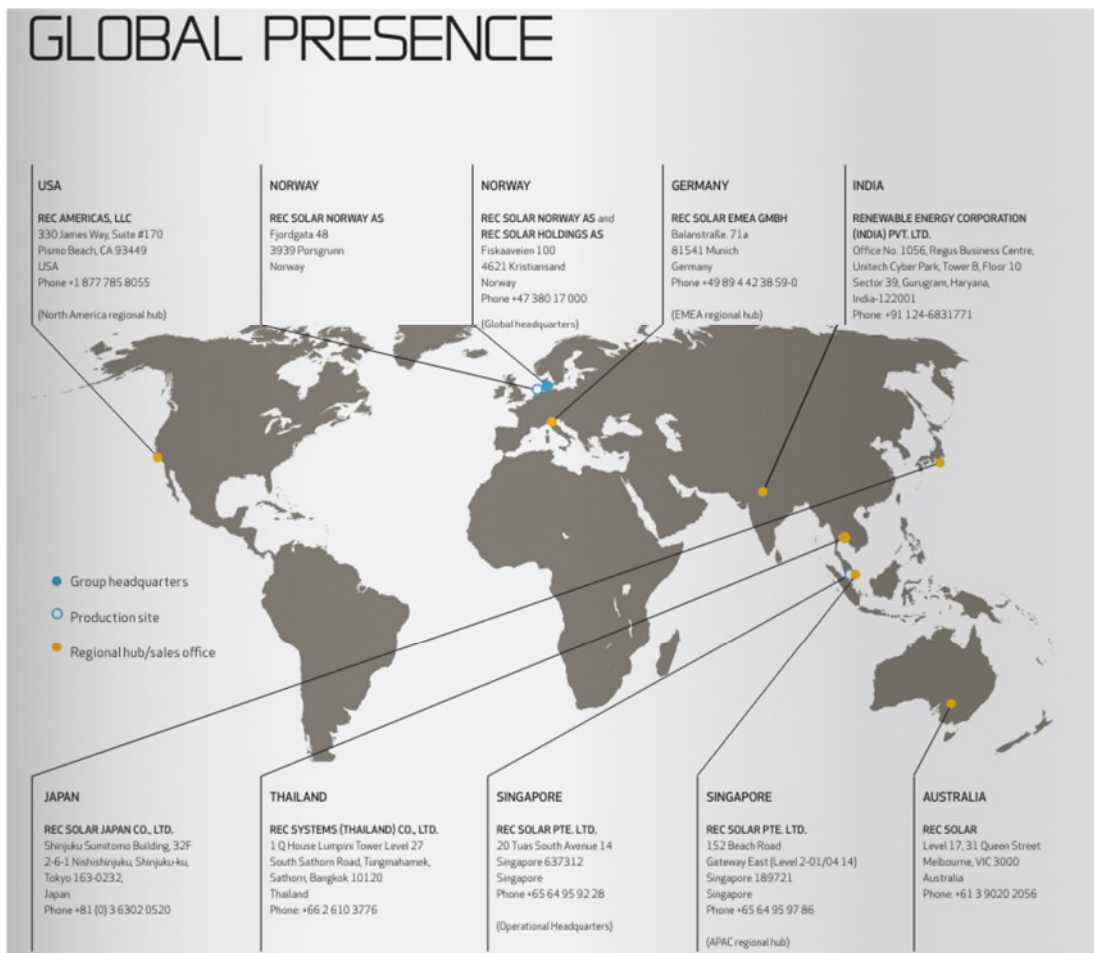 GLOBAL PRESENCE
USA
REC AMERICAS, LLC
330 James Way, Suite #170
Pismo Beach, CA 93449
USA
Phone +1 877 785 8055
(North America regional hub)
NORWAY
REC SOLAR NORWAY AS
Fjordgata 48
3939 Porsgrunn
Norway
NORWAY
REC SOLAR NORWAY AS and
REC SOLAR HOLDINGS AS
Fiskaaveien 100
4621 Kristiansand
Norway
Phone +47 380 17 000
(Global headquarters)
GERMANY
REC SOLAR EMEA GMBH
Balanstraße. 71a
81541 Munich
Germany
Phone +49 89 4 42 38 59-0
(EMEA regional hub)
INDIA
RENEWABLE ENERGY CORPORATION
(INDIA) PVT. LTD.
Office No. 1056, Regus Business Centre,
Unitech Cyber Park, Tower B, Floor 10
Sector 39, Gurugram, Haryana,
India-122001
Phone: +91 124-6831771
Group headquarters
Production site
Regional hub/sales office
JAPAN
REC SOLAR JAPAN CO., LTD.
Shinjuku Sumitomo Building, 32F
2-6-1 Nishishinjuku, Shinjuku-ku,
Tokyo 163-0232,
Japan
Phone +81 (0) 3 6302 0520
THAILAND
REC SYSTEMS (THAILAND) CO., LTD.
1 Q House Lumpini Tower Level 27
South Sathorn Road, Tungmahamek,
Sathorn, Bangkok 10120
Thailand
Phone: +66 2 610 3776
SINGAPORE
REC SOLAR PTE. LTD.
20 Tuas South Avenue 14
Singapore 637312
Singapore
Phone +65 64 95 92 28
(Operational Headquarters)
SINGAPORE
REC SOLAR PTE. LTD.
152 Beach Road
Gateway East (Level 2-01/04 14)
Singapore 189721
Singapore
Phone +65 64 95 97 86
(APAC regional hub)
AUSTRALIA
REC SOLAR
Level 17, 31 Queen Street
Melbourne, VIC 3000
Australia
Phone: +61 3 9020 2056